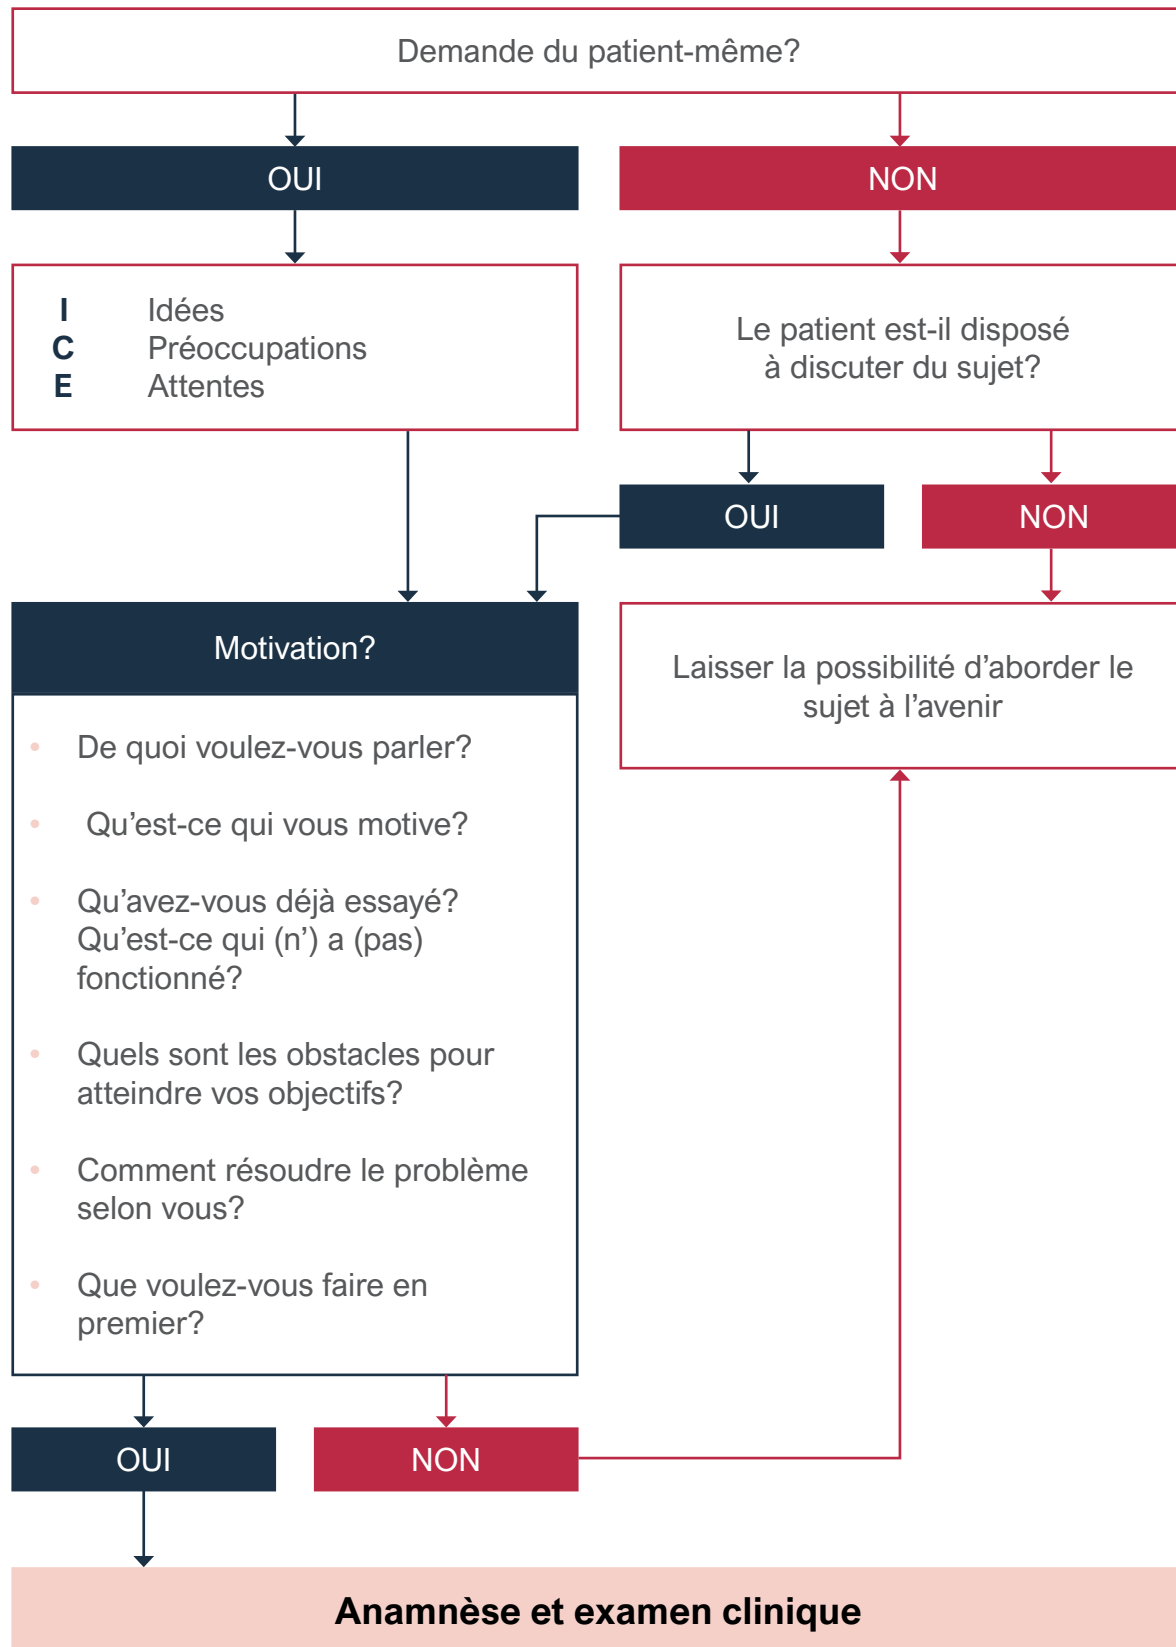 Demande du patient-même?
OUI
NON
I Idées
C Préoccupations
E Attentes
Le patient est-il disposé
à discuter du sujet?
OUI
NON
Motivation?
Laisser la possibilité d’aborder le
sujet à l’avenir
• De quoi voulez-vous parler?
• Qu’est-ce qui vous motive?
• Qu’avez-vous déjà essayé?
Qu’est-ce qui (n’) a (pas)
fonctionné?
• Quels sont les obstacles pour
atteindre vos objectifs?
• Comment résoudre le problème
selon vous?
• Que voulez-vous faire en
premier?
OUI
NON
Anamnèse et examen clinique